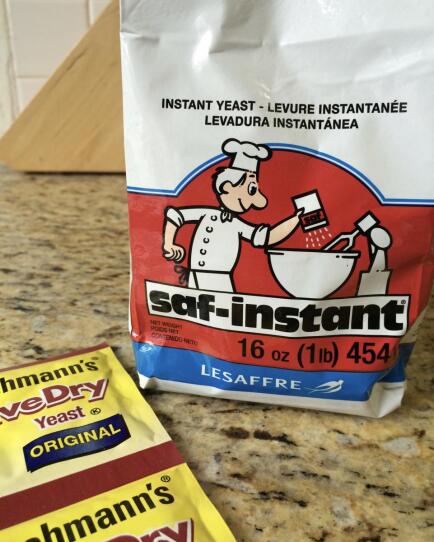 INSTANT YEAST - LEVURE INSTANTANÉE
LEVADURA INSTANTÁNEA
saf
saf-instant®
NET WEIGHT
POIDS NET
CONTENIDO NETO
16 oz (1lb) 454
LESAFFRE
hmann's®
veDry
Yeast
ORIGINAL
hmann's®
Dry